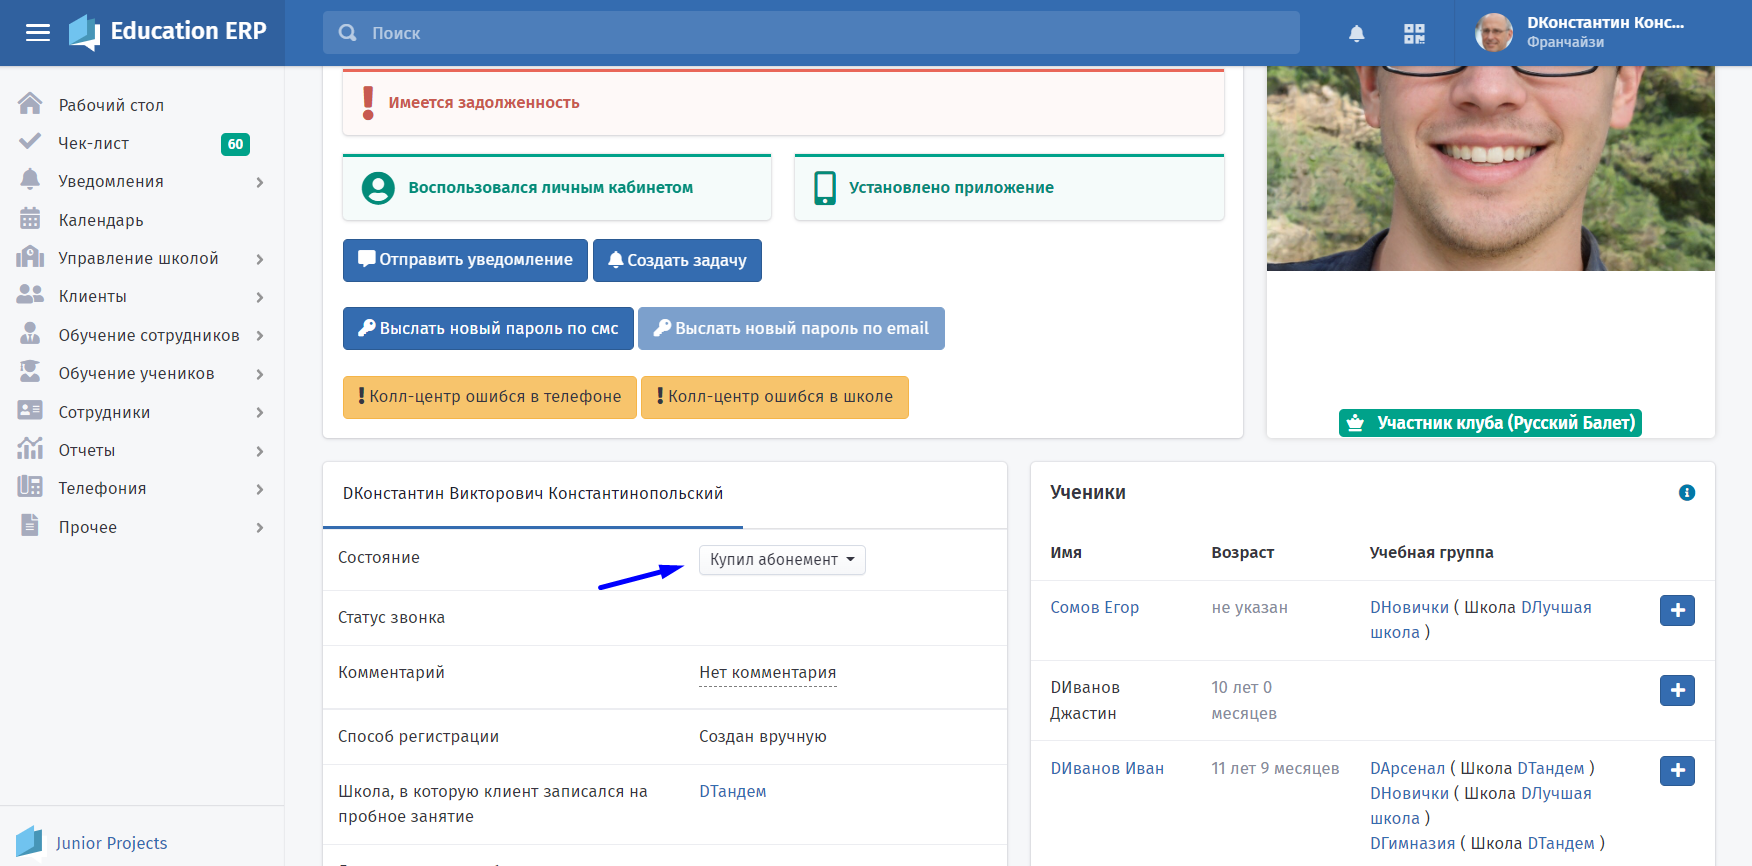 Education ERP
Поиск
DКонстантин Конс...
Франчайзи
Рабочий стол
Чек-лист 60
Уведомления
Календарь
Управление школой
Клиенты
Обучение сотрудников
Обучение учеников
Сотрудники
Отчеты
Телефония
Прочее
Junior Projects
Имеется задолженность
Воспользовался личным кабинетом
Установлено приложение
Отправить уведомление
Создать задачу
Выслать новый пароль по смс
Выслать новый пароль по email
Колл-центр ошибся в телефоне
Колл-центр ошибся в школе
Участник клуба (Русский Балет)
DКонстантин Викторович Константинопольский
Состояние Купил абонемент
Статус звонка
Комментарий Нет комментария
Способ регистрации Создан вручную
Школа, в которую клиент записался на DТандем
пробное занятие
Ученики
Имя Возраст Учебная группа
Сомов Егор не указан DНовички ( Школа DЛучшая
школа )
DИванов 10 лет 0
Джастин месяцев
DИванов Иван 11 лет 9 месяцев DАрсенал ( Школа DТандем )
DНовички ( Школа DЛучшая
школа )
DГимназия ( Школа DТандем )